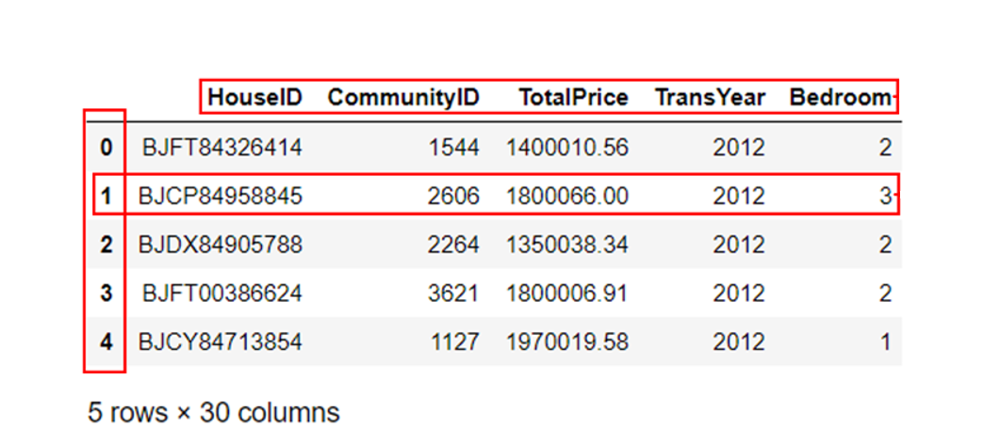 HouseID CommunityID TotalPrice TransYear Bedroom
0 BJFT84326414 1544 1400010.56 2012 2
1 BJCP84958845 2606 1800066.00 2012 3
2 BJDX84905788 2264 1350038.34 2012 2
3 BJFT00386624 3621 1800006.91 2012 2
4 BJCY84713854 1127 1970019.58 2012 1
5 rows × 30 columns